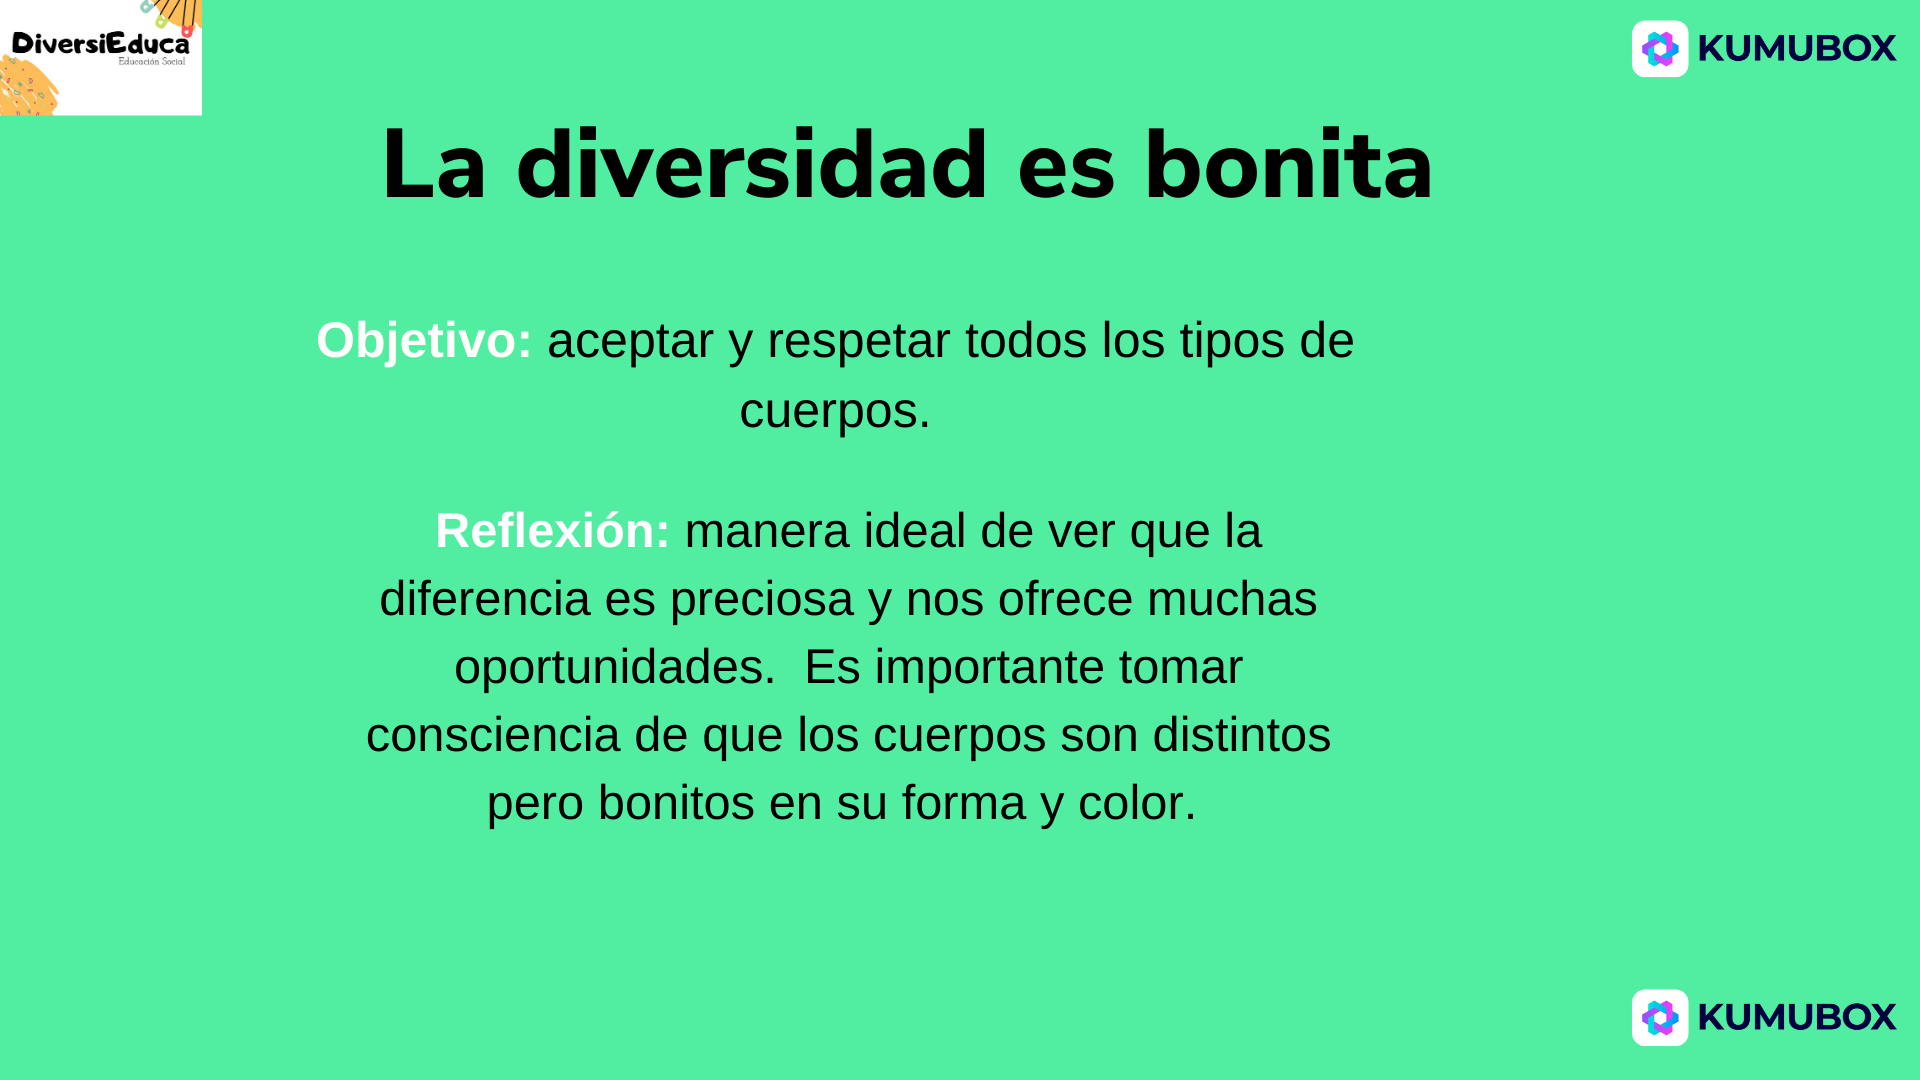 DiversiEduca
Educación Social
KUMUBOX
La diversidad es bonita
Objetivo: aceptar y respetar todos los tipos de
cuerpos.
Reflexión: manera ideal de ver que la
diferencia es preciosa y nos ofrece muchas
oportunidades.  Es importante tomar
consciencia de que los cuerpos son distintos
pero bonitos en su forma y color.
KUMUBOX